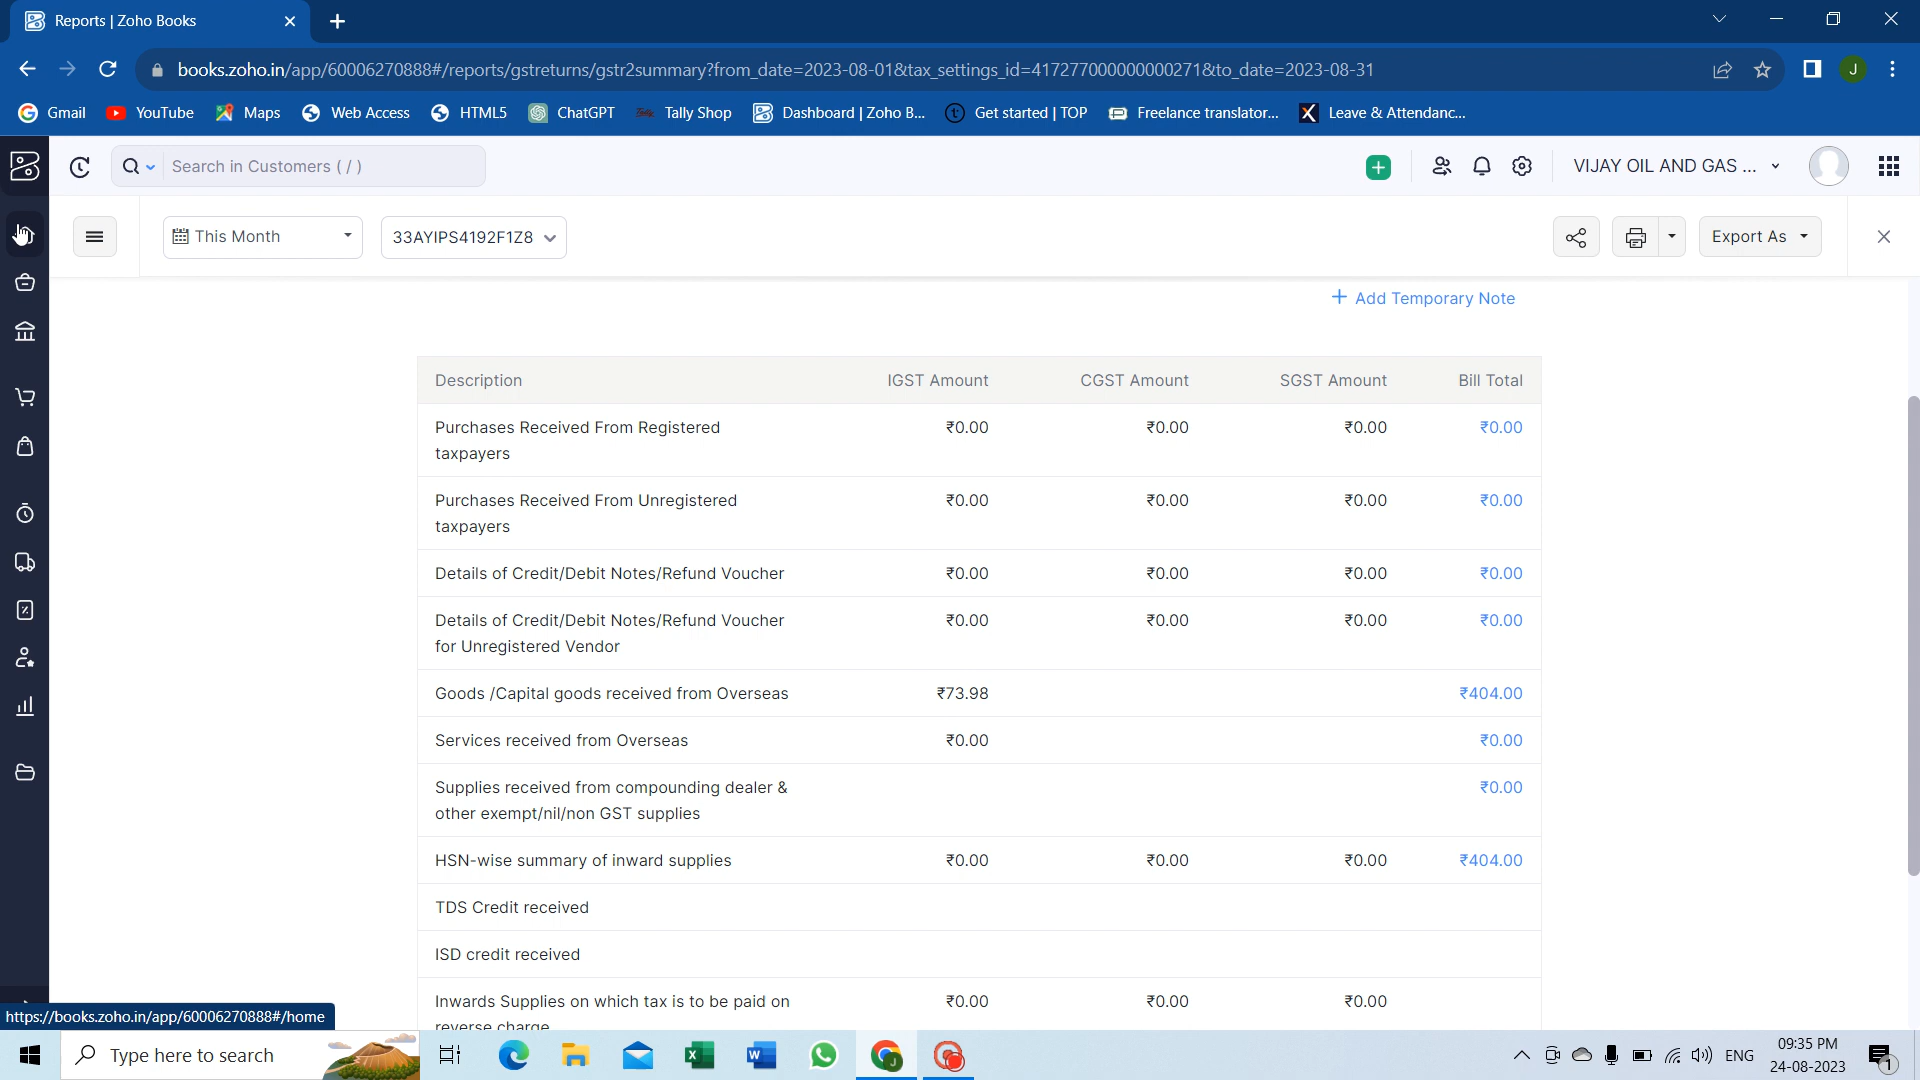 Reports | Zoho Books
books.zoho.in/app/60006270888#/reports/gstreturns/gstr2summary?from_date=2023-08-01&tax_settings_id=417277000000000271&to_date=2023-08-31
J
Gmail YouTube Maps Web Access HTML5 ChatGPT Tally Shop Dashboard | Zoho B... Get started | TOP Freelance translator... Leave & Attendanc...
Search in Customers ( / )
VIJAY OIL AND GAS ...
This Month
33AYIPS4192F1Z8
Export As
+ Add Temporary Note
Description IGST Amount CGST Amount SGST Amount Bill Total
Purchases Received From Registered ₹0.00 ₹0.00 ₹0.00 ₹0.00
taxpayers
Purchases Received From Unregistered ₹0.00 ₹0.00 ₹0.00 ₹0.00
taxpayers
Details of Credit/Debit Notes/Refund Voucher ₹0.00 ₹0.00 ₹0.00 ₹0.00
Details of Credit/Debit Notes/Refund Voucher ₹0.00 ₹0.00 ₹0.00 ₹0.00
for Unregistered Vendor
Goods /Capital goods received from Overseas ₹73.98 ₹404.00
Services received from Overseas ₹0.00 ₹0.00
Supplies received from compounding dealer & ₹0.00
other exempt/nil/non GST supplies
HSN-wise summary of inward supplies ₹0.00 ₹0.00 ₹0.00 ₹404.00
TDS Credit received
ISD credit received
Inwards Supplies on which tax is to be paid on ₹0.00 ₹0.00 ₹0.00
reverse charge
https://books.zoho.in/app/60006270888#/home
Type here to search
ENG
09:35 PM
24-08-2023
1